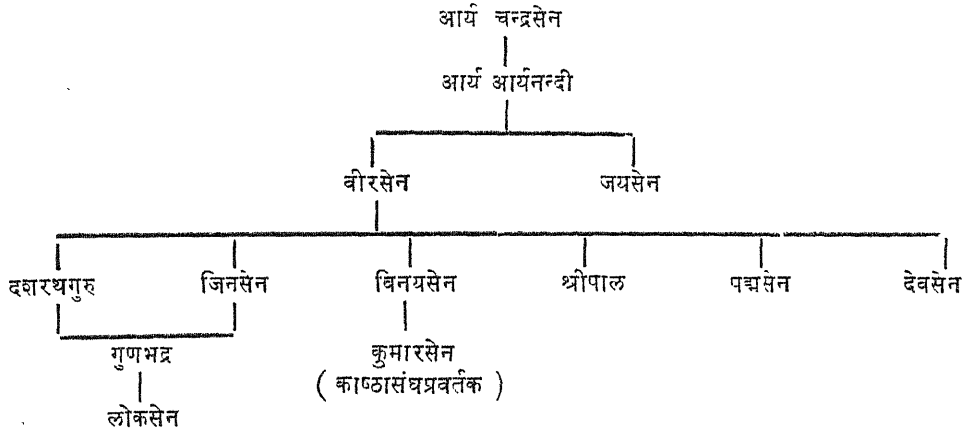 आर्य चन्द्रसेन
आर्य आर्यनन्दी
वीरसेन जयसेन
दशरथगुरु जिनसेन विनयसेन श्रीपाल पद्मसेन देवसेन
गुणभद्र कुमारसेन
( काष्ठासंघप्रवर्तक )
लोकसेन